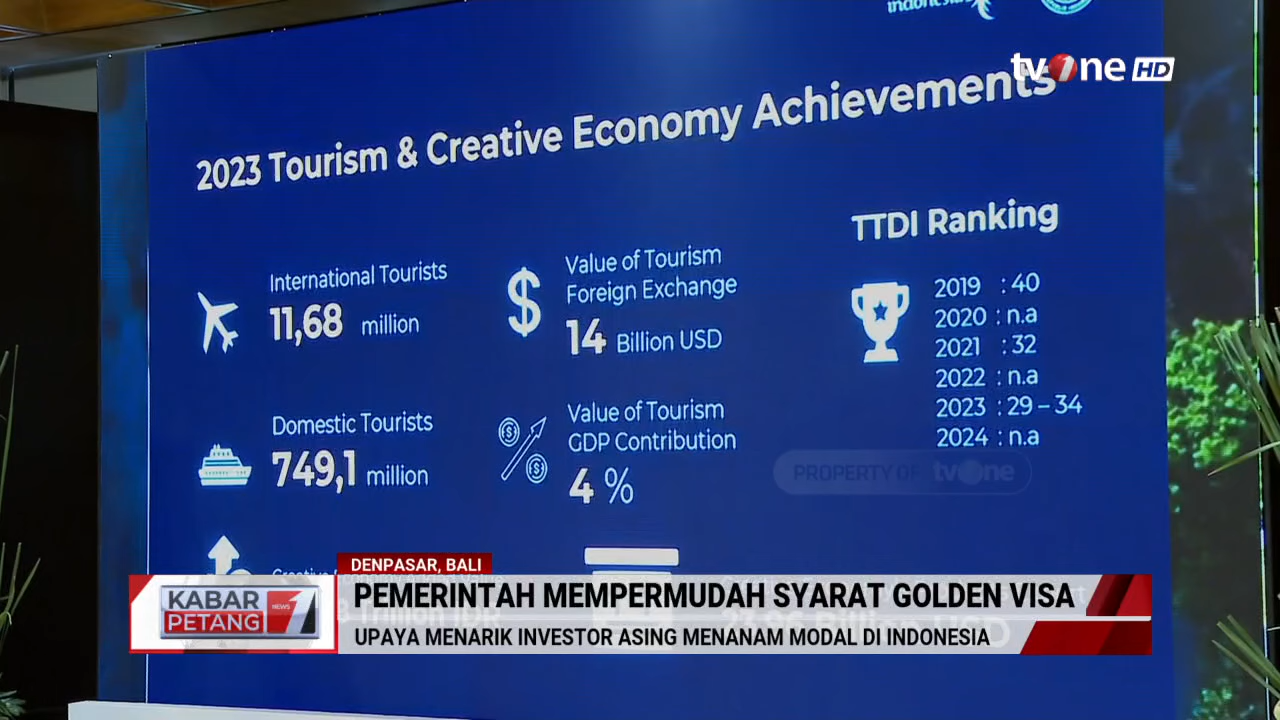 indonesia
tvOne HD
2023 Tourism & Creative Economy Achievements
International Tourists
11,68 million
Domestic Tourists
749,1 million
Value of Tourism
Foreign Exchange
14 Billion USD
Value of Tourism
GDP Contribution
4 %
TTDI Ranking
2019 : 40
2020 : n.a
2021 : 32
2022 : n.a
2023 : 29 – 34
2024 : n.a
PROPERTY OF tvOne
DENPASAR, BALI
KABAR
PETANG
NEWS 1
PEMERINTAH MEMPERMUDAH SYARAT GOLDEN VISA
UPAYA MENARIK INVESTOR ASING MENANAM MODAL DI INDONESIA